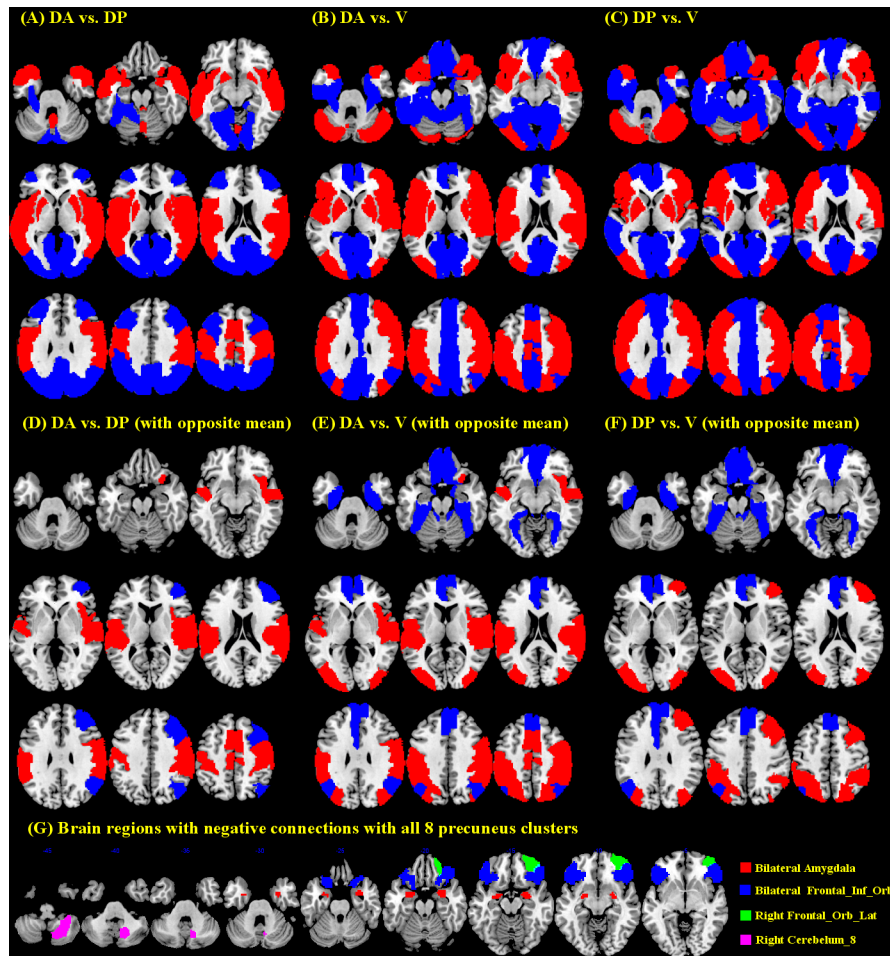 (A) DA vs. DP
(B) DA vs. V
(C) DP vs. V
(D) DA vs. DP (with opposite mean)
(E) DA vs. V (with opposite mean)
(F) DP vs. V (with opposite mean)
(G) Brain regions with negative connections with all 8 precuneus clusters
Bilateral Amygdala
Bilateral Frontal_Inf_Orb
Right Frontal_Orb_Lat
Right Cerebelum_8